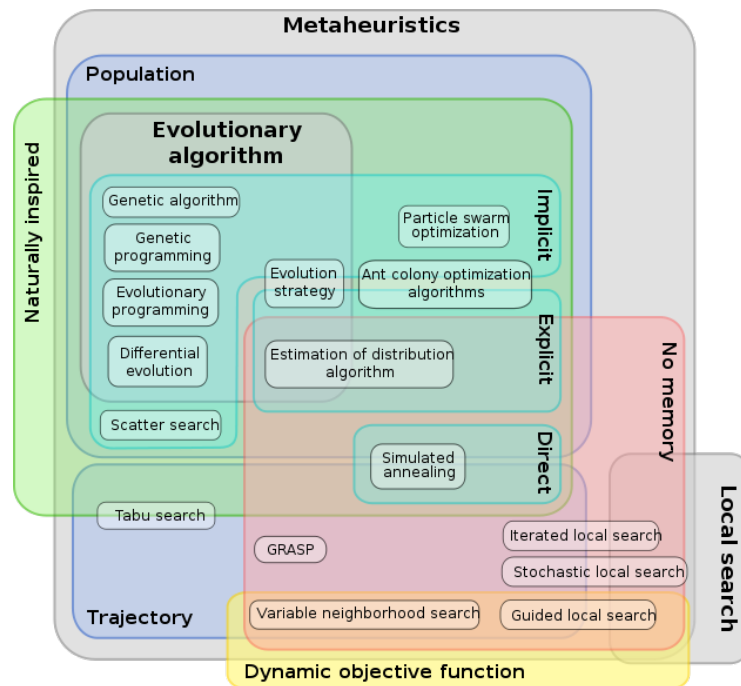 Metaheuristics
Population
Naturally inspired
Evolutionary
algorithm
Genetic algorithm
Genetic
programming
Evolutionary
programming
Differential
evolution
Scatter search
Evolution
strategy
Particle swarm
optimization
Ant colony optimization
algorithms
Implicit
Explicit
Estimation of distribution
algorithm
No memory
Direct
Simulated
annealing
Tabu search
GRASP
Iterated local search
Stochastic local search
Local search
Trajectory
Variable neighborhood search
Guided local search
Dynamic objective function